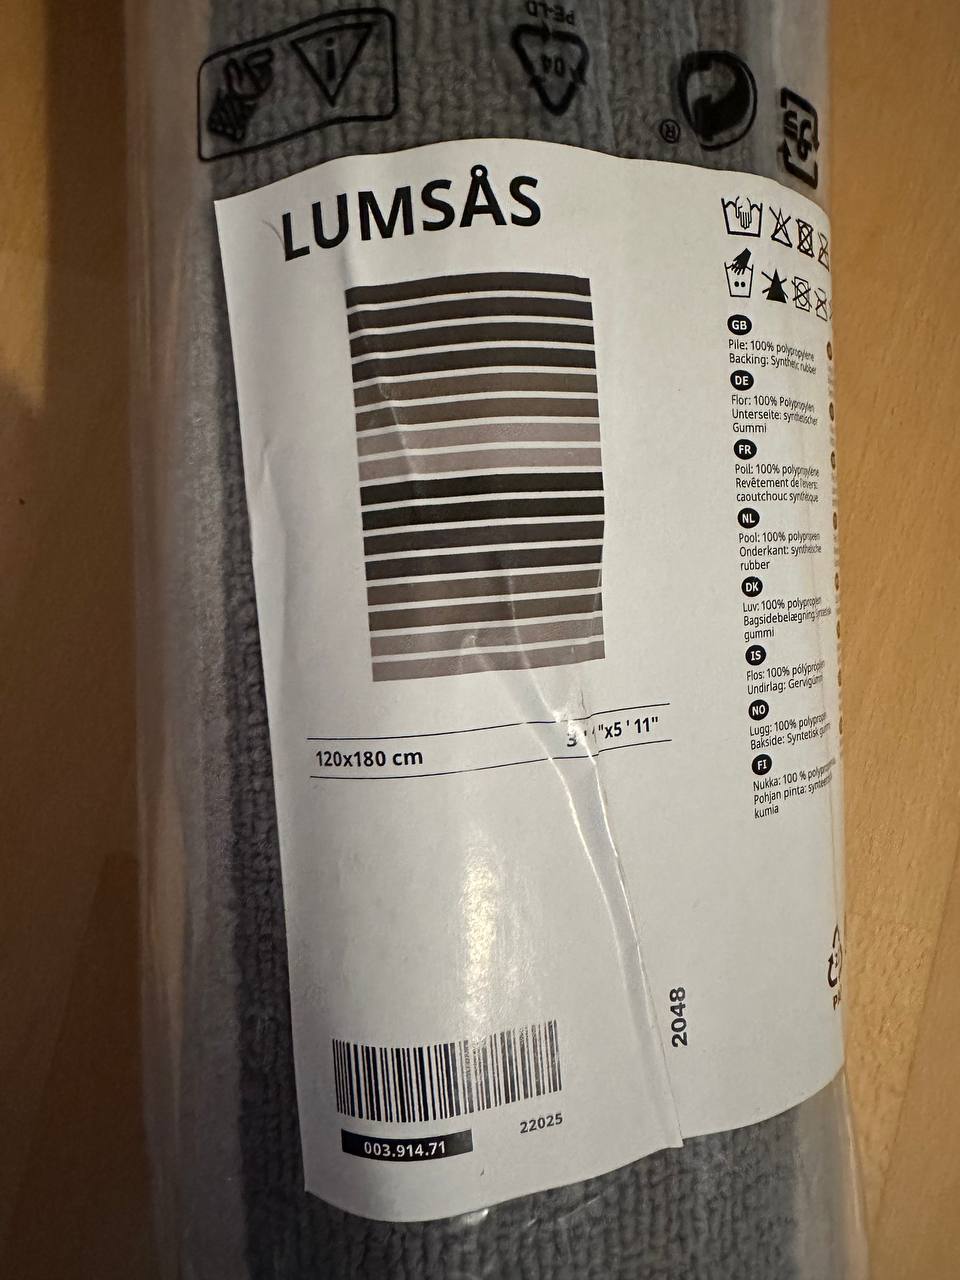 PE-LD
04
i
®
LUMSÅS
GB
Pile: 100% polypropylene
Backing: Synthetic rubber
DE
Flor: 100% Polypropylen
Unterseite: synthetischer
Gummi
FR
Poil: 100% polypropylène
Revêtement de l'envers:
caoutchouc synthétique
NL
Pool: 100% polypropeen
Onderkant: synthetische
rubber
DK
Luv: 100% polypropylen
Bagsidebelægning: Syntetisk
gummi
IS
Flos: 100% pólýprópýlen
Undirlag: Gervigúmmí
NO
Lugg: 100% polypropylen
Bakside: Syntetisk gummi
FI
Nukka: 100 %
Pohjan pinta:
kumia
120x180 cm
"x5 ' 11"
2048
22025
003.914.71